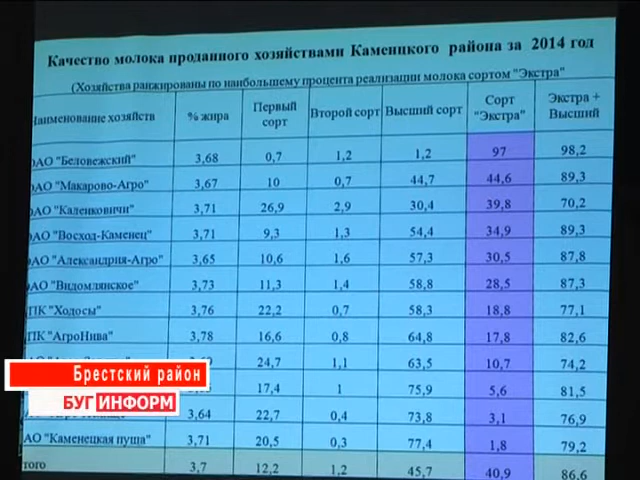 Качество молока проданного хозяйствами Каменцкого района за 2014 год
(Хозяйства ранжированы по наибольшему процента реализации молока сортом "Экстра"
Наименование хозяйств % жира Первый сорт Второй сорт Высший сорт Сорт "Экстра" Экстра + Высший
ОАО "Беловежский" 3,68 0,7 1,2 1,2 97 98,2
ОАО "Макарово-Агро" 3,67 10 0,7 44,7 44,6 89,3
ОАО "Каленковичи" 3,71 26,9 2,9 30,4 39,8 70,2
ОАО "Восход-Каменец" 3,71 9,3 1,3 54,4 34,9 89,3
ОАО "Александрия-Агро" 3,65 10,6 1,6 57,3 30,5 87,8
ОАО "Видомлянское" 3,73 11,3 1,4 58,8 28,5 87,3
ПК "Ходосы" 3,76 22,2 0,7 58,3 18,8 77,1
ПК "АгроНива" 3,78 16,6 0,8 64,8 17,8 82,6
24,7 1,1 63,5 10,7 74,2
17,4 1 75,9 5,6 81,5
3,64 22,7 0,4 73,8 3,1 76,9
АО "Каменецкая пуща" 3,71 20,5 0,3 77,4 1,8 79,2
того 3,7 12,2 1,2 45,7 40,9 86,6
Брестский район
БУГ ИНФОРМ